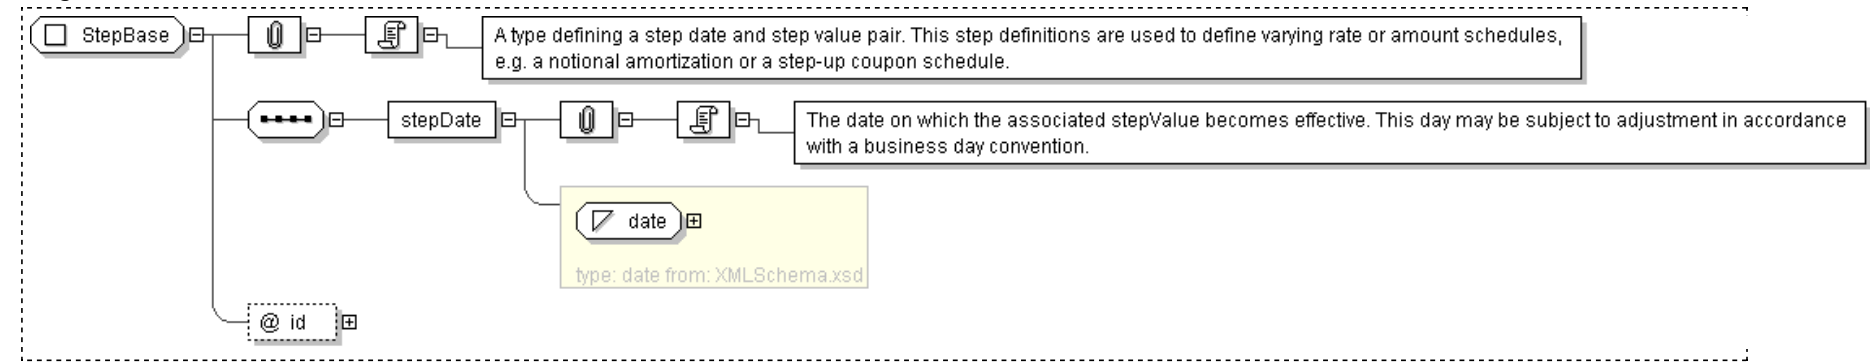 StepBase
A type defining a step date and step value pair. This step definitions are used to define varying rate or amount schedules,
e.g. a notional amortization or a step-up coupon schedule.
stepDate
The date on which the associated stepValue becomes effective. This day may be subject to adjustment in accordance
with a business day convention.
date
type: date from: XMLSchema.xsd
@ id